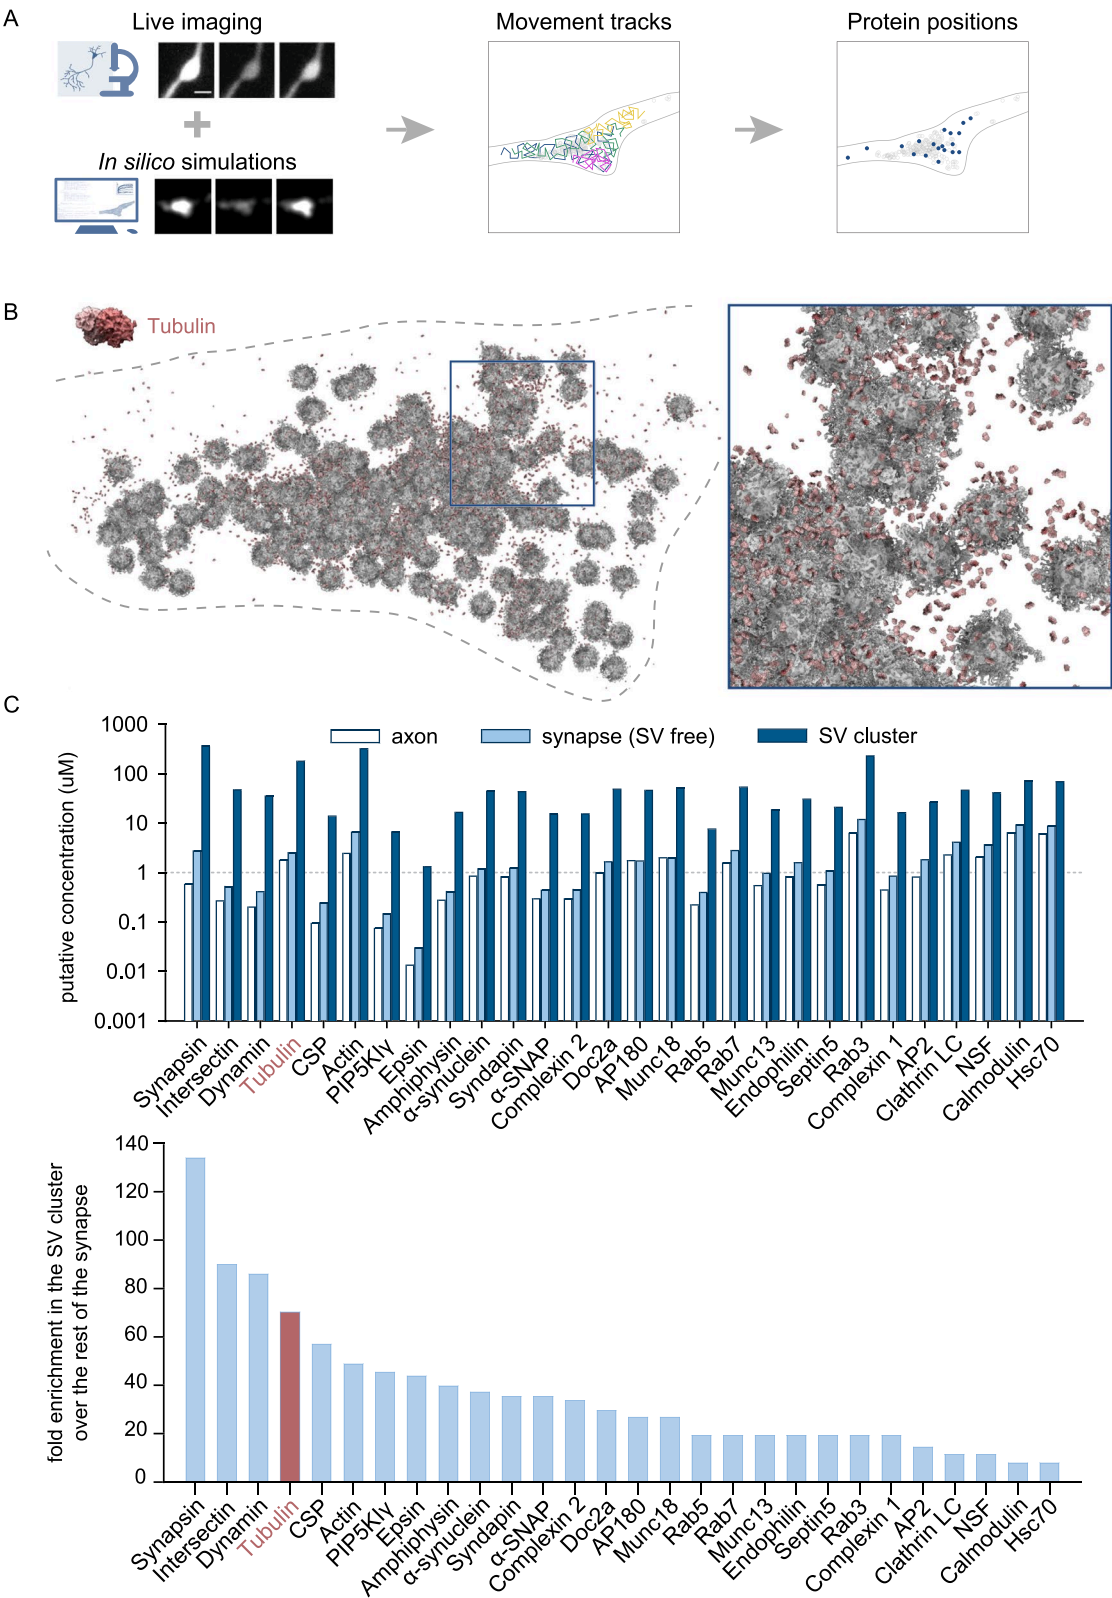 A
Live imaging
Movement tracks
Protein positions
In silico simulations
B
Tubulin
C
putative concentration (uM)
1000
100
10
1
0.1
0.01
0.001
axon
synapse (SV free)
SV cluster
Synapsin
Intersectin
Dynamin
Tubulin
CSP
Actin
PIP5KIγ
Epsin
Amphiphysin
α-synuclein
Syndapin
α-SNAP
Complexin 2
Doc2a
AP180
Munc18
Rab5
Rab7
Munc13
Endophilin
Septin5
Rab3
Complexin 1
AP2
Clathrin LC
NSF
Calmodulin
Hsc70
fold enrichment in the SV cluster
over the rest of the synapse
140
120
100
80
60
40
20
0
Synapsin
Intersectin
Dynamin
Tubulin
CSP
Actin
PIP5KIγ
Epsin
Amphiphysin
α-synuclein
Syndapin
α-SNAP
Complexin 2
Doc2a
AP180
Munc18
Rab5
Rab7
Munc13
Endophilin
Septin5
Rab3
Complexin 1
AP2
Clathrin LC
NSF
Calmodulin
Hsc70